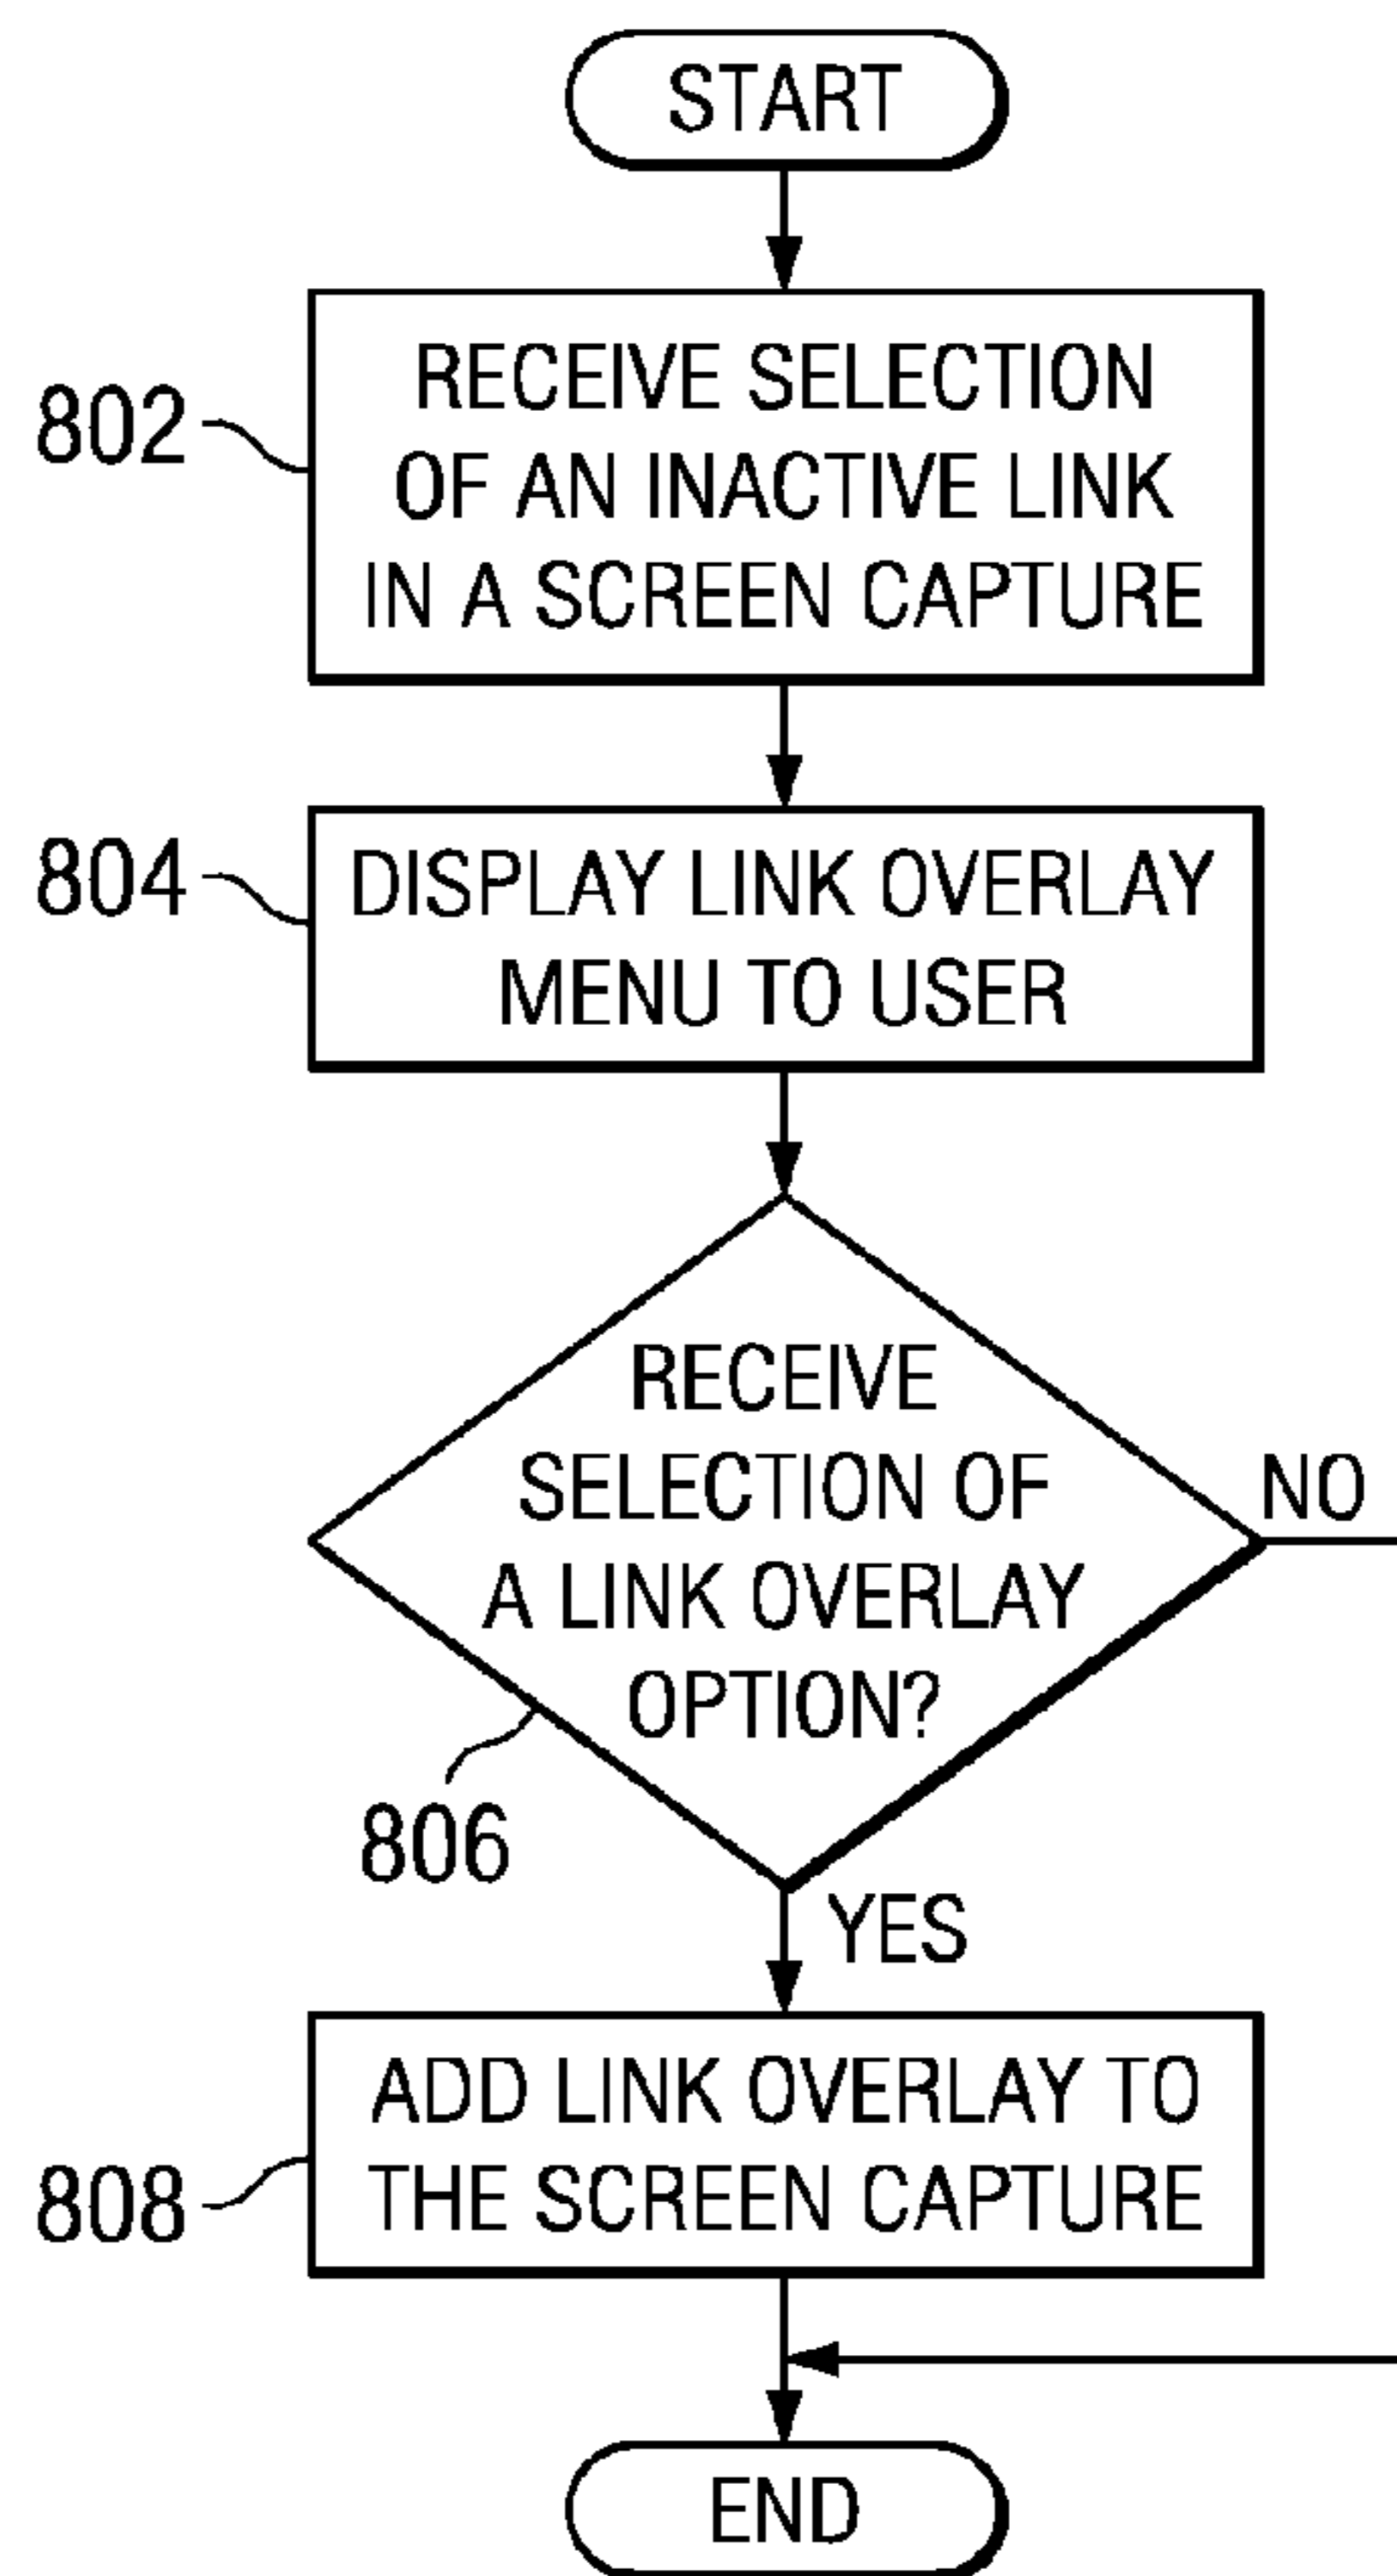 START
802
RECEIVE SELECTION
OF AN INACTIVE LINK
IN A SCREEN CAPTURE
804
DISPLAY LINK OVERLAY
MENU TO USER
RECEIVE
SELECTION OF
A LINK OVERLAY
OPTION?
NO
806
YES
808
ADD LINK OVERLAY TO
THE SCREEN CAPTURE
END